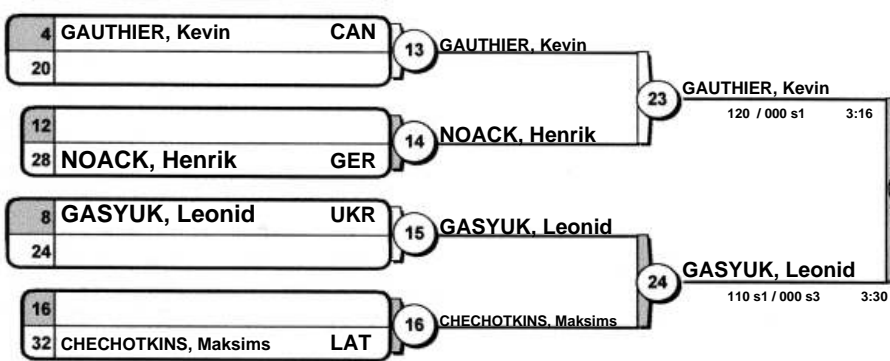 4 GAUTHIER, Kevin CAN
20
13 GAUTHIER, Kevin
12
28 NOACK, Henrik GER
14 NOACK, Henrik
23 GAUTHIER, Kevin
120 / 000 s1 3:16
8 GASYUK, Leonid UKR
24
15 GASYUK, Leonid
16
32 CHECHOTKINS, Maksims LAT
16 CHECHOTKINS, Maksims
24 GASYUK, Leonid
110 s1 / 000 s3 3:30